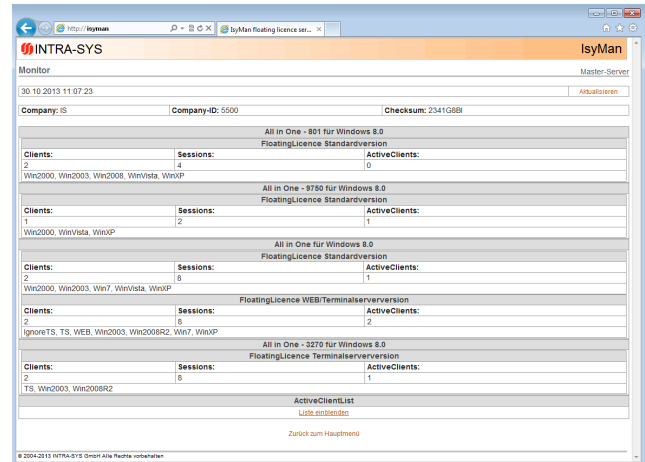 http://isyman
IsyMan floating licence ser...
INTRA-SYS IsyMan
Monitor Master-Server
30.10.2013 11:07:23 Aktualisieren
Company: IS Company-ID: 5500 Checksum: 2341G8BI
All in One - 801 für Windows 8.0
FloatingLicence Standardversion
Clients: Sessions: ActiveClients:
2 4 0
Win2000, Win2003, Win2008, WinVista, WinXP
All in One - 9750 für Windows 8.0
FloatingLicence Standardversion
Clients: Sessions: ActiveClients:
1 2 1
Win2000, WinVista, WinXP
All in One für Windows 8.0
FloatingLicence Standardversion
Clients: Sessions: ActiveClients:
2 8 1
Win2000, Win2003, Win7, WinVista, WinXP
FloatingLicence WEB/Terminalserverversion
Clients: Sessions: ActiveClients:
2 8 2
IgnoreTS, TS, WEB, Win2003, Win2008R2, Win7, WinXP
All in One - 3270 für Windows 8.0
FloatingLicence Terminalserverversion
Clients: Sessions: ActiveClients:
2 8 1
TS, Win2003, Win2008R2
ActiveClientList
Liste einblenden
Zurück zum Hauptmenü
© 2004-2013 INTRA-SYS GmbH Alle Rechte vorbehalten